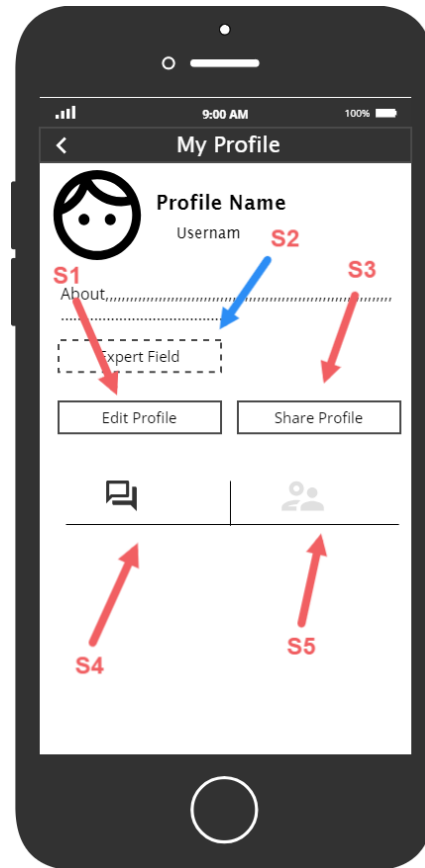 9:00 AM 100%
My Profile
Profile Name
Usernam
S2
S1
S3
About,,,,,,,,,,,,,,,,,,,,,,,,,,,,,,,,,,,,,,,,,,,,,,,,,,,,,,,,,,,
............................................
Expert Field
Edit Profile Share Profile
S4
S5